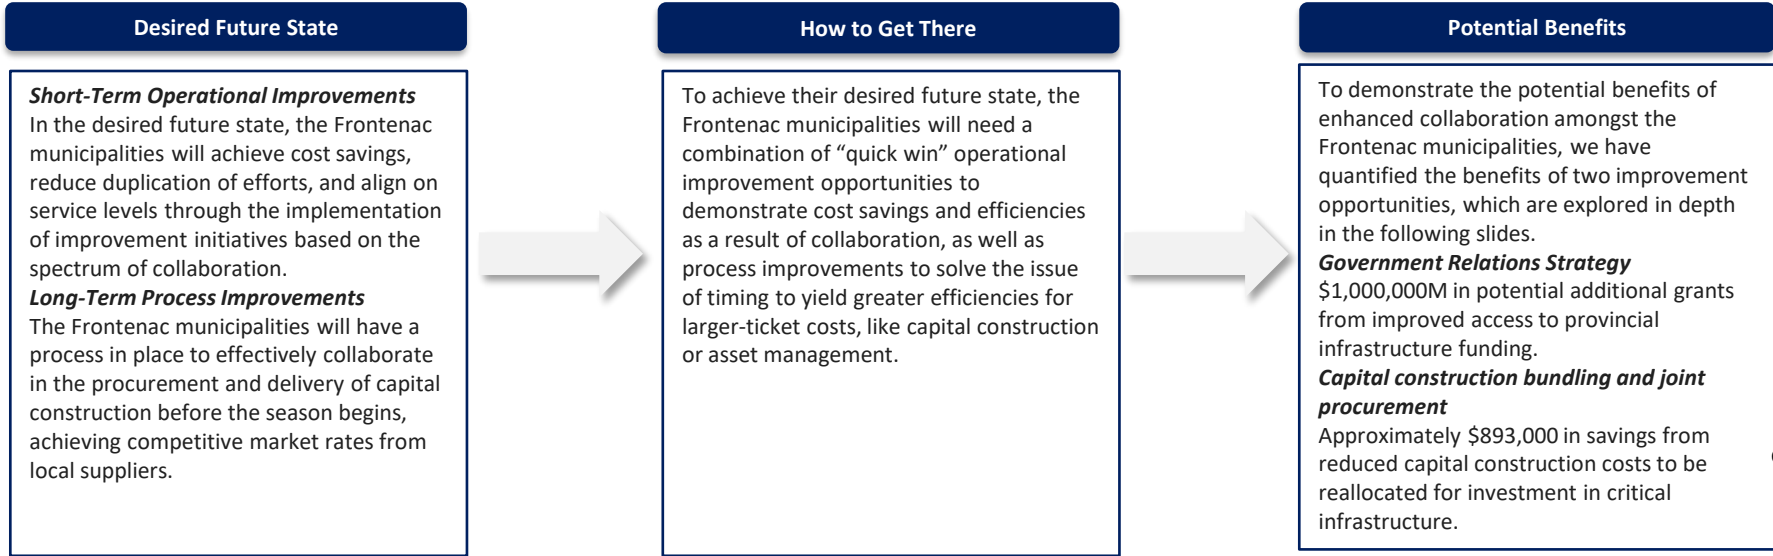 Desired Future State
Short-Term Operational Improvements
In the desired future state, the Frontenac
municipalities will achieve cost savings,
reduce duplication of efforts, and align on
service levels through the implementation
of improvement initiatives based on the
spectrum of collaboration.
Long-Term Process Improvements
The Frontenac municipalities will have a
process in place to effectively collaborate
in the procurement and delivery of capital
construction before the season begins,
achieving competitive market rates from
local suppliers.
How to Get There
To achieve their desired future state, the
Frontenac municipalities will need a
combination of “quick win” operational
improvement opportunities to
demonstrate cost savings and efficiencies
as a result of collaboration, as well as
process improvements to solve the issue
of timing to yield greater efficiencies for
larger-ticket costs, like capital construction
or asset management.
Potential Benefits
To demonstrate the potential benefits of
enhanced collaboration amongst the
Frontenac municipalities, we have
quantified the benefits of two improvement
opportunities, which are explored in depth
in the following slides.
Government Relations Strategy
$1,000,000M in potential additional grants
from improved access to provincial
infrastructure funding.
Capital construction bundling and joint
procurement
Approximately $893,000 in savings from
reduced capital construction costs to be
reallocated for investment in critical
infrastructure.